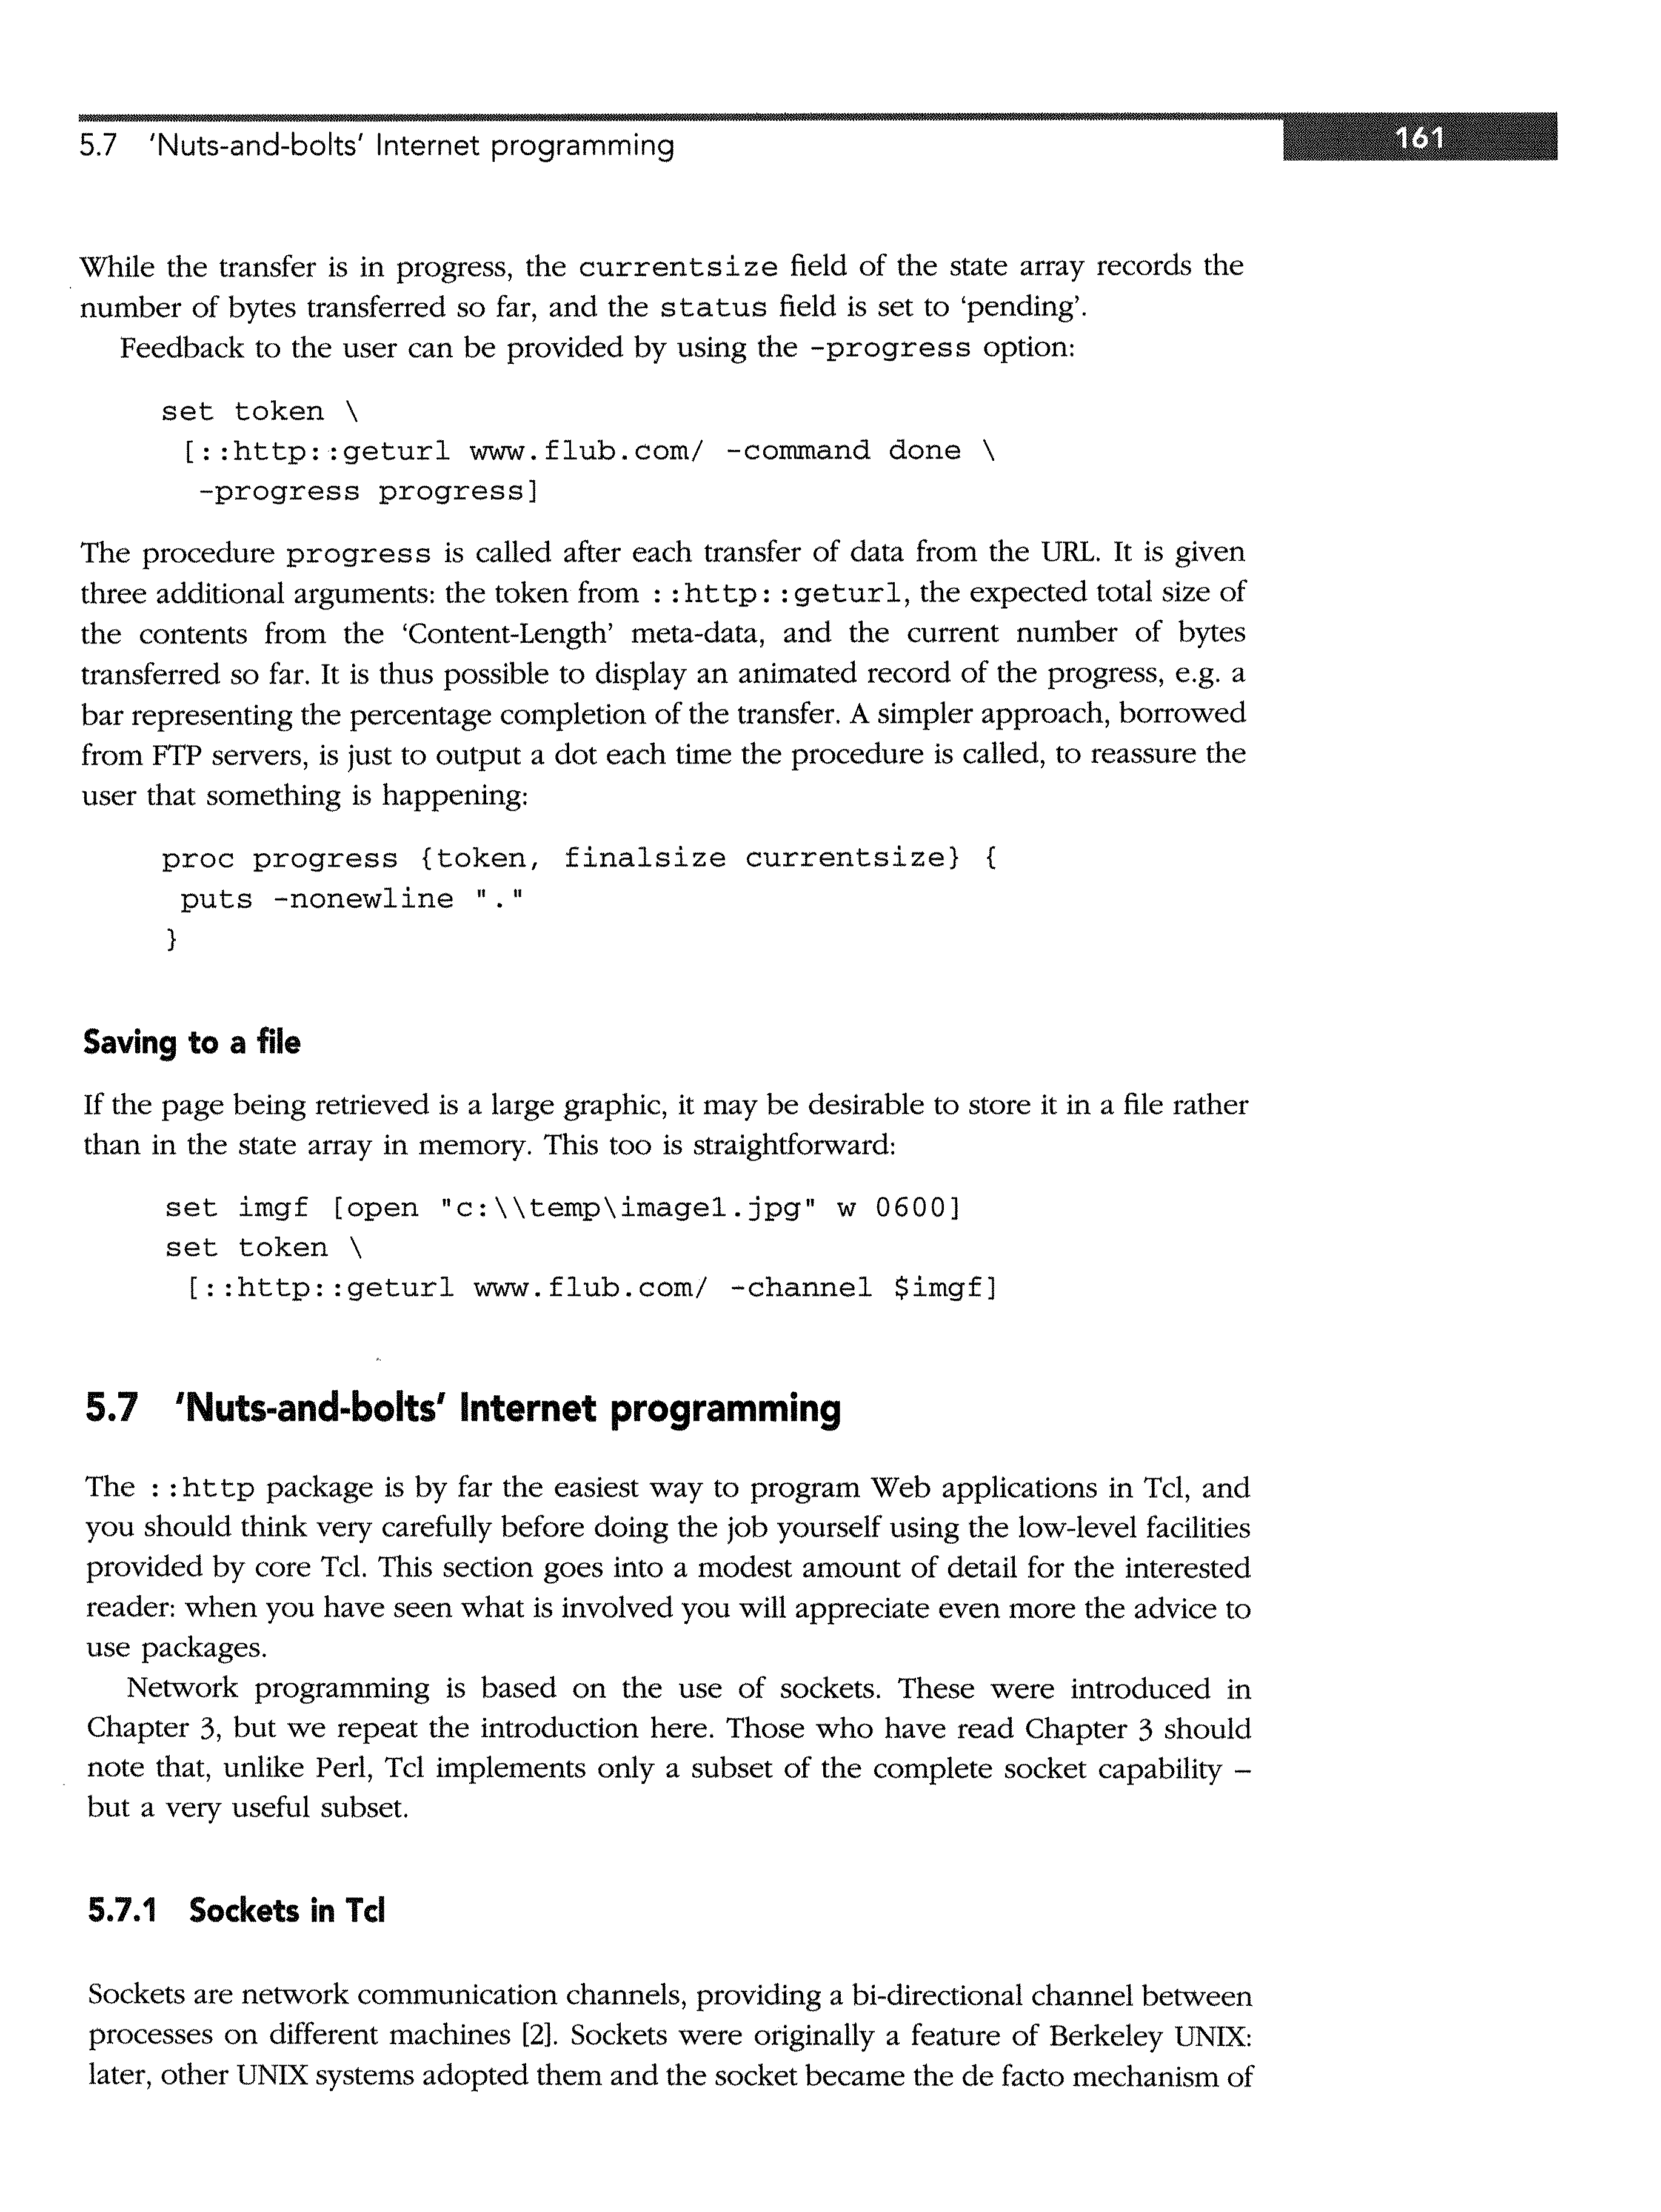 5.7 'Nuts-and-bolts' Internet programming
161
While the transfer is in progress, the currentsize field of the state array records the
number of bytes transferred so far, and the status field is set to 'pending'.
Feedback to the user can be provided by using the -progress option:
set token \
[::http::geturl www.flub.com/ -command done \
-progress progress]
The procedure progress is called after each transfer of data from the URL. It is given
three additional arguments: the token from ::http::geturl, the expected total size of
the contents from the 'Content-Length' meta-data, and the current number of bytes
transferred so far. It is thus possible to display an animated record of the progress, e.g. a
bar representing the percentage completion of the transfer. A simpler approach, borrowed
from FTP servers, is just to output a dot each time the procedure is called, to reassure the
user that something is happening:
proc progress {token, finalsize currentsize} {
puts -nonewline "."
}
Saving to a file
If the page being retrieved is a large graphic, it may be desirable to store it in a file rather
than in the state array in memory. This too is straightforward:
set imgf [open "c:\\temp\image1.jpg" w 0600]
set token \
[::http::geturl www.flub.com/ -channel $imgf]
5.7 'Nuts-and-bolts' Internet programming
The ::http package is by far the easiest way to program Web applications in Tcl, and
you should think very carefully before doing the job yourself using the low-level facilities
provided by core Tcl. This section goes into a modest amount of detail for the interested
reader: when you have seen what is involved you will appreciate even more the advice to
use packages.
Network programming is based on the use of sockets. These were introduced in
Chapter 3, but we repeat the introduction here. Those who have read Chapter 3 should
note that, unlike Perl, Tcl implements only a subset of the complete socket capability –
but a very useful subset.
5.7.1 Sockets in Tcl
Sockets are network communication channels, providing a bi-directional channel between
processes on different machines [2]. Sockets were originally a feature of Berkeley UNIX:
later, other UNIX systems adopted them and the socket became the de facto mechanism of